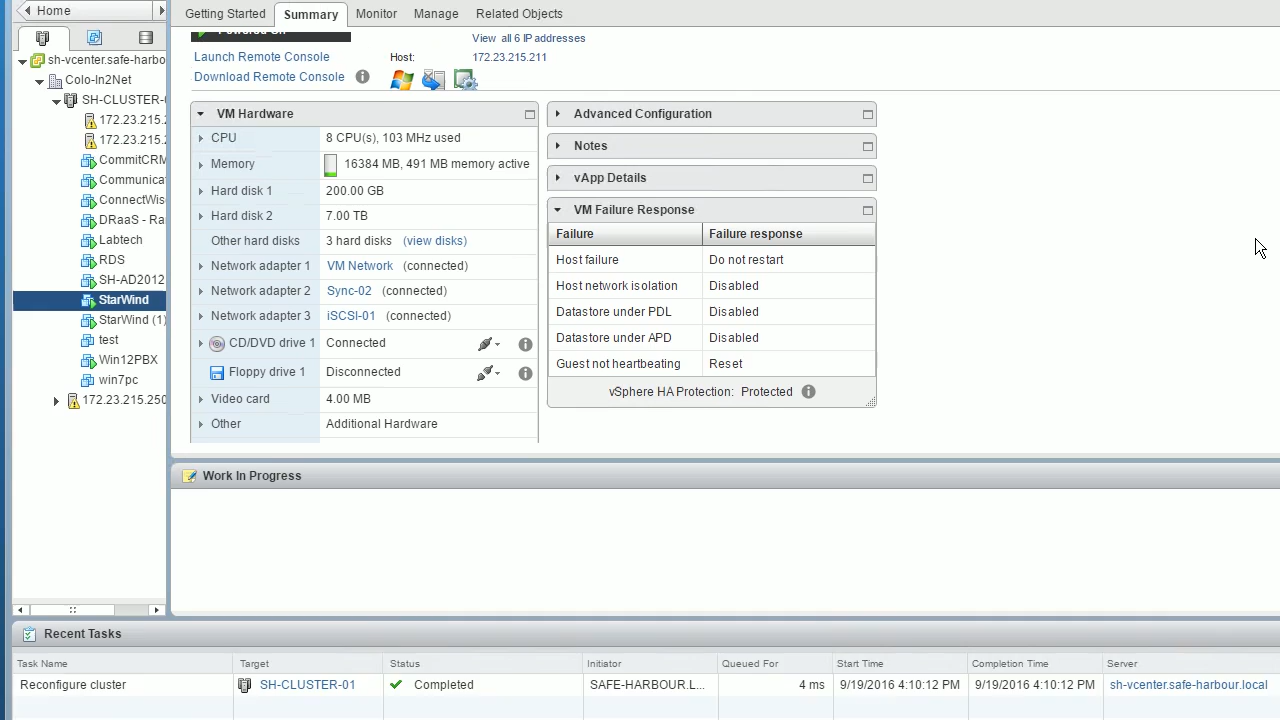 Home
Getting Started
Summary
Monitor
Manage
Related Objects
sh-vcenter.safe-harbo
Colo-In2Net
SH-CLUSTER-
172.23.215.
172.23.215.
CommitCRM
Communicat
ConnectWis
DRaaS - Ra
Labtech
RDS
SH-AD2012
StarWind
StarWind (1)
test
Win12PBX
win7pc
172.23.215.250
View all 6 IP addresses
Launch Remote Console
Host:
172.23.215.211
Download Remote Console
VM Hardware
CPU
8 CPU(s), 103 MHz used
Memory
16384 MB, 491 MB memory active
Hard disk 1
200.00 GB
Hard disk 2
7.00 TB
Other hard disks
3 hard disks (view disks)
Network adapter 1
VM Network (connected)
Network adapter 2
Sync-02 (connected)
Network adapter 3
iSCSI-01 (connected)
CD/DVD drive 1
Connected
Floppy drive 1
Disconnected
Video card
4.00 MB
Other
Additional Hardware
Advanced Configuration
Notes
vApp Details
VM Failure Response
Failure
Failure response
Host failure
Do not restart
Host network isolation
Disabled
Datastore under PDL
Disabled
Datastore under APD
Disabled
Guest not heartbeating
Reset
vSphere HA Protection: Protected
Work In Progress
Recent Tasks
Task Name
Target
Status
Initiator
Queued For
Start Time
Completion Time
Server
Reconfigure cluster
SH-CLUSTER-01
Completed
SAFE-HARBOUR.L...
4 ms
9/19/2016 4:10:12 PM
9/19/2016 4:10:12 PM
sh-vcenter.safe-harbour.local